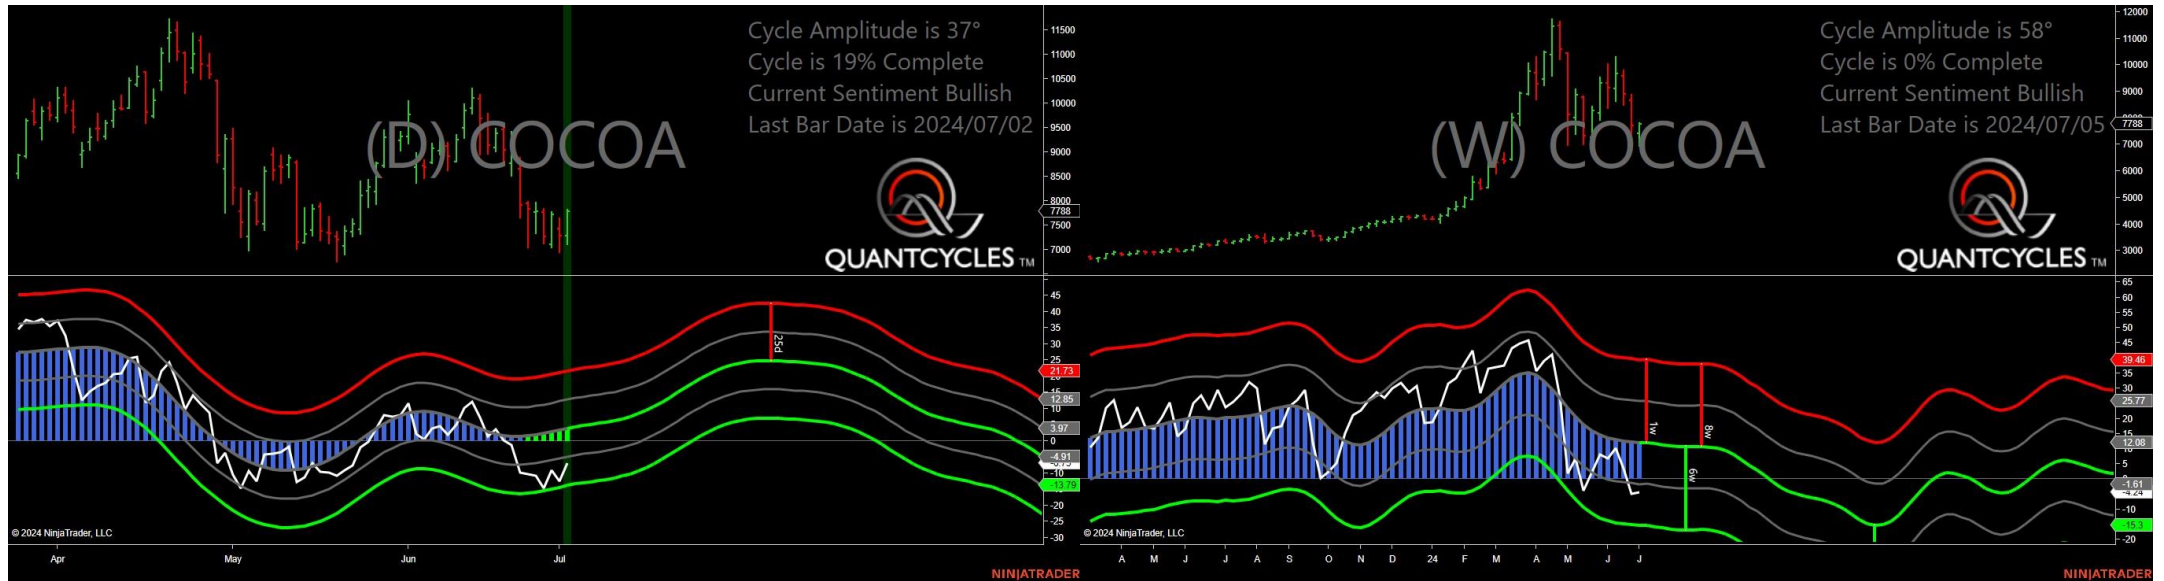 Cycle Amplitude is 37°
Cycle is 19% Complete
Current Sentiment Bullish
Last Bar Date is 2024/07/02
(D) COCOA
QUANTCYCLES TM
11500
11000
10500
10000
9500
9000
8500
8000
7788
7500
7000
45
40
35
30
25
21.73
12.85
10
3.97
0
-4.91
-10
-13.79
-20
-25
-30
25d
© 2024 NinjaTrader, LLC
Apr
May
Jun
Jul
NINJATRADER
Cycle Amplitude is 58°
Cycle is 0% Complete
Current Sentiment Bullish
Last Bar Date is 2024/07/05
(W) COCOA
QUANTCYCLES TM
12000
11000
10000
9000
7788
7000
6000
5000
4000
3000
65
60
55
50
45
39.46
35
30
25.77
20
15
12.08
5
-1.61
-4.24
-10
-15.3
-20
1w
8w
6w
© 2024 NinjaTrader, LLC
A M J J A S O N D 24 F M A M J J
NINJATRADER